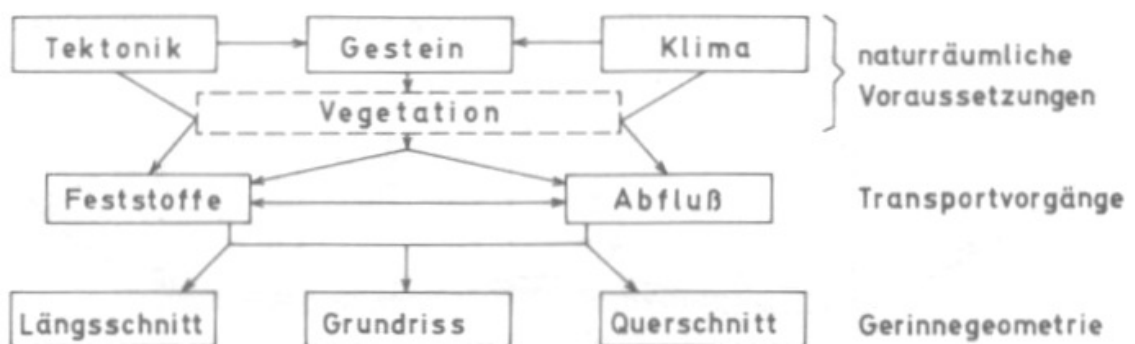 Tektonik
Gestein
Klima
naturräumliche
Voraussetzungen
Vegetation
Feststoffe
Abfluß
Transportvorgänge
Längsschnitt
Grundriss
Querschnitt
Gerinnegeometrie